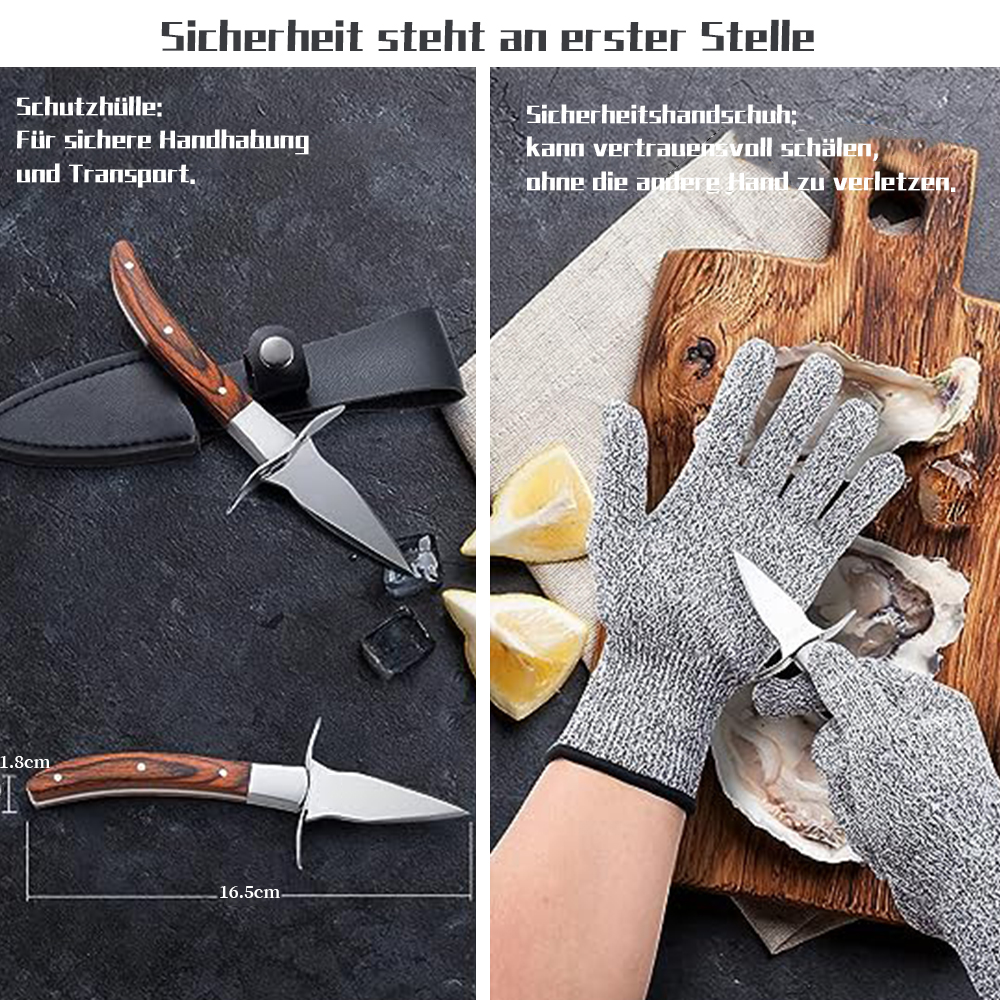 Sicherheit steht an erster Stelle
Schutzhülle:
Für sichere Handhabung
und Transport.
Sicherheitshandschuh:
kann vertrauensvoll schälen,
ohne die andere Hand zu verletzen.
1.8cm
16.5cm